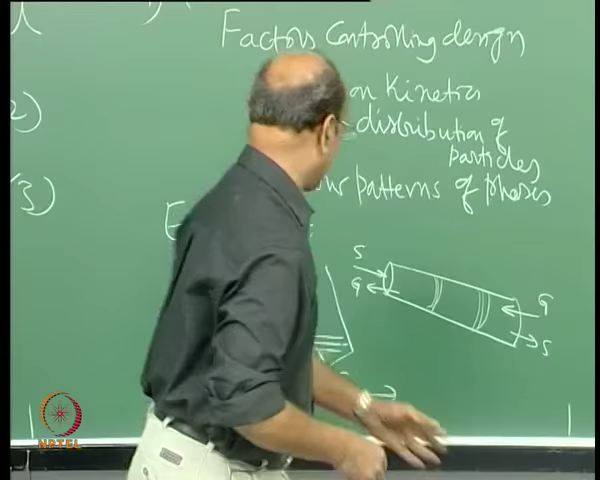 Factors Controlling design
on Kinetics
2)
distribution of
particles
3)
patterns of phases
S
G
G
S
NPTEL